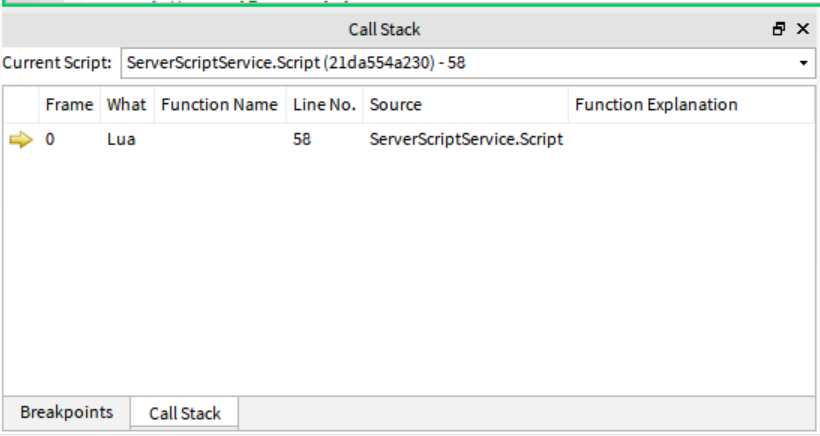 Call Stack
Current Script: ServerScriptService.Script (21da554a230) - 58
Frame What Function Name Line No. Source Function Explanation
0 Lua 58 ServerScriptService.Script
Breakpoints Call Stack